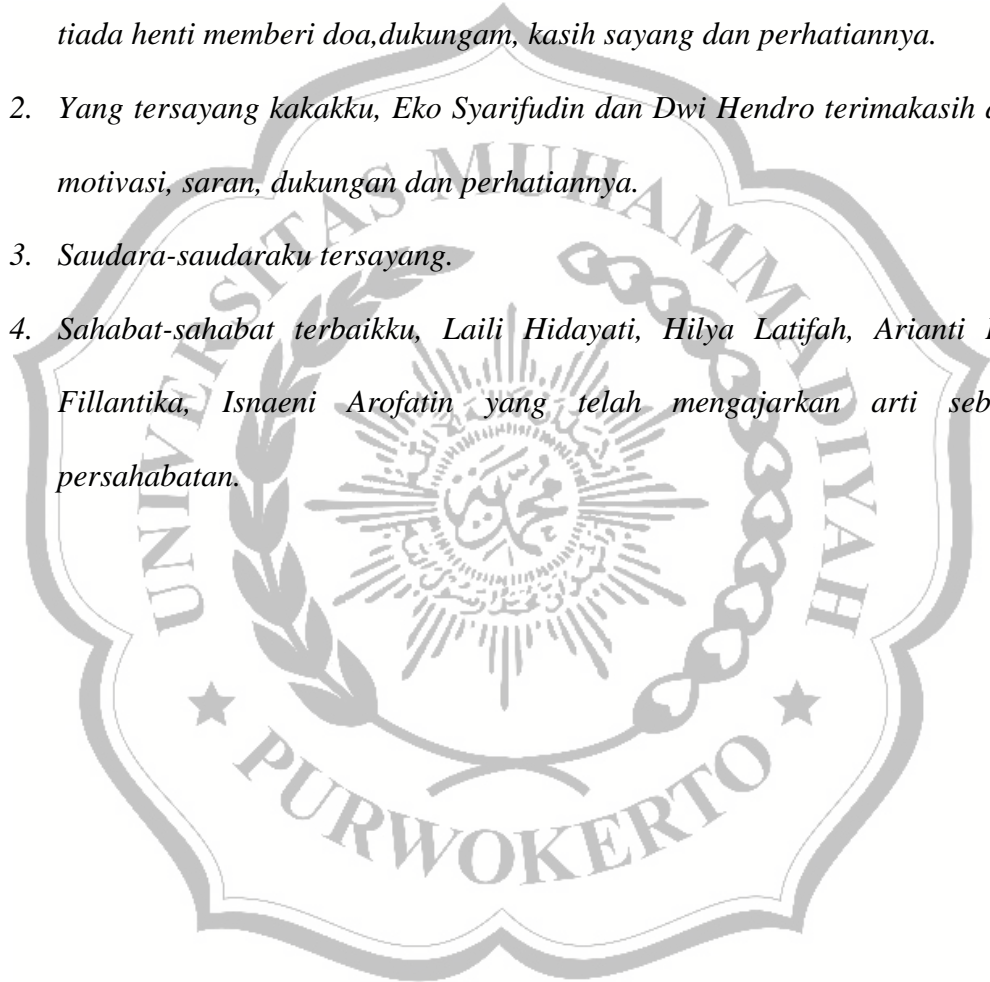 tiada henti memberi doa,dukungam, kasih sayang dan perhatiannya.
2. Yang tersayang kakakku, Eko Syarifudin dan Dwi Hendro terimakasih
motivasi, saran, dukungan dan perhatiannya.
3. Saudara-saudaraku tersayang.
4. Sahabat-sahabat terbaikku, Laili Hidayati, Hilya Latifah, Arianti
Fillantika, Isnaeni Arofatin yang telah mengajarkan arti
persahabatan.
UNIVERSITAS MUHAMMADIYAH
PURWOKERTO